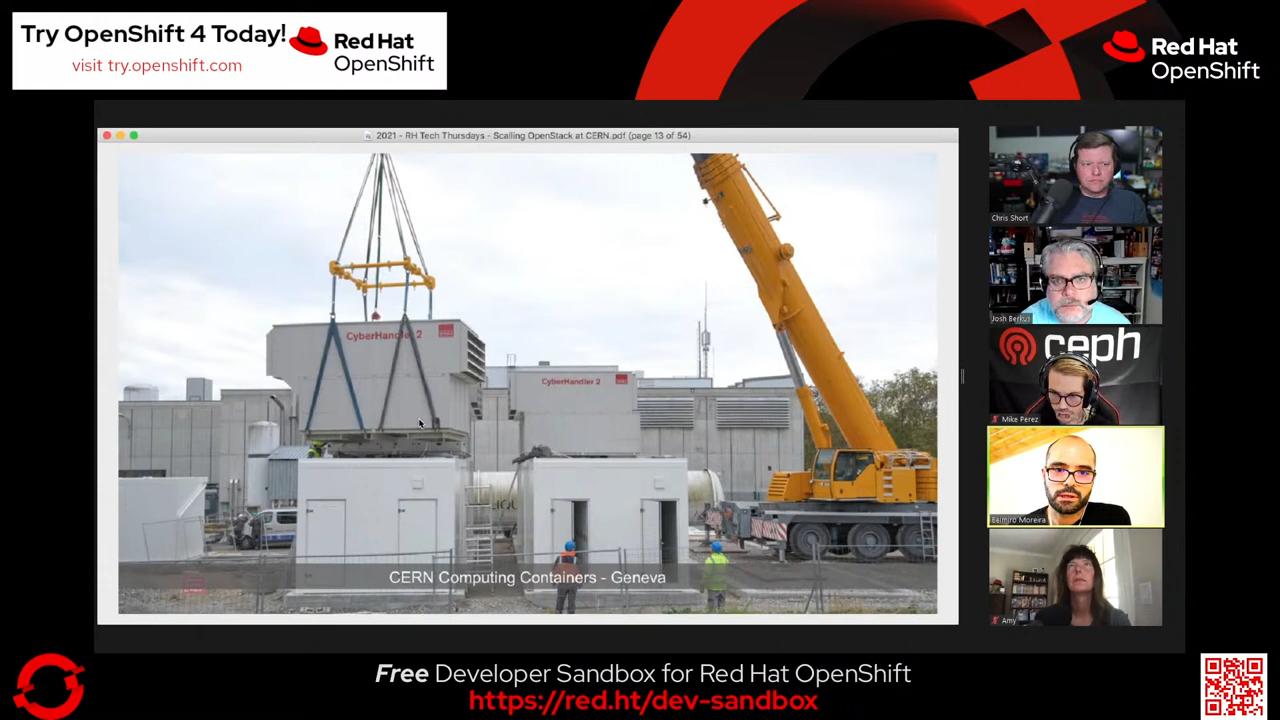 Try OpenShift 4 Today!
visit try.openshift.com
Red Hat
OpenShift
Red Hat
OpenShift
2021 - RH Tech Thursdays - Scaling OpenStack at CERN.pdf (page 13 of 54)
CyberHandler 2
CyberHandler 2
CERN Computing Containers - Geneva
Chris Short
Josh Berkus
ceph
Mike Perez
Belmiro Moreira
Amy
Free Developer Sandbox for Red Hat OpenShift
https://red.ht/dev-sandbox